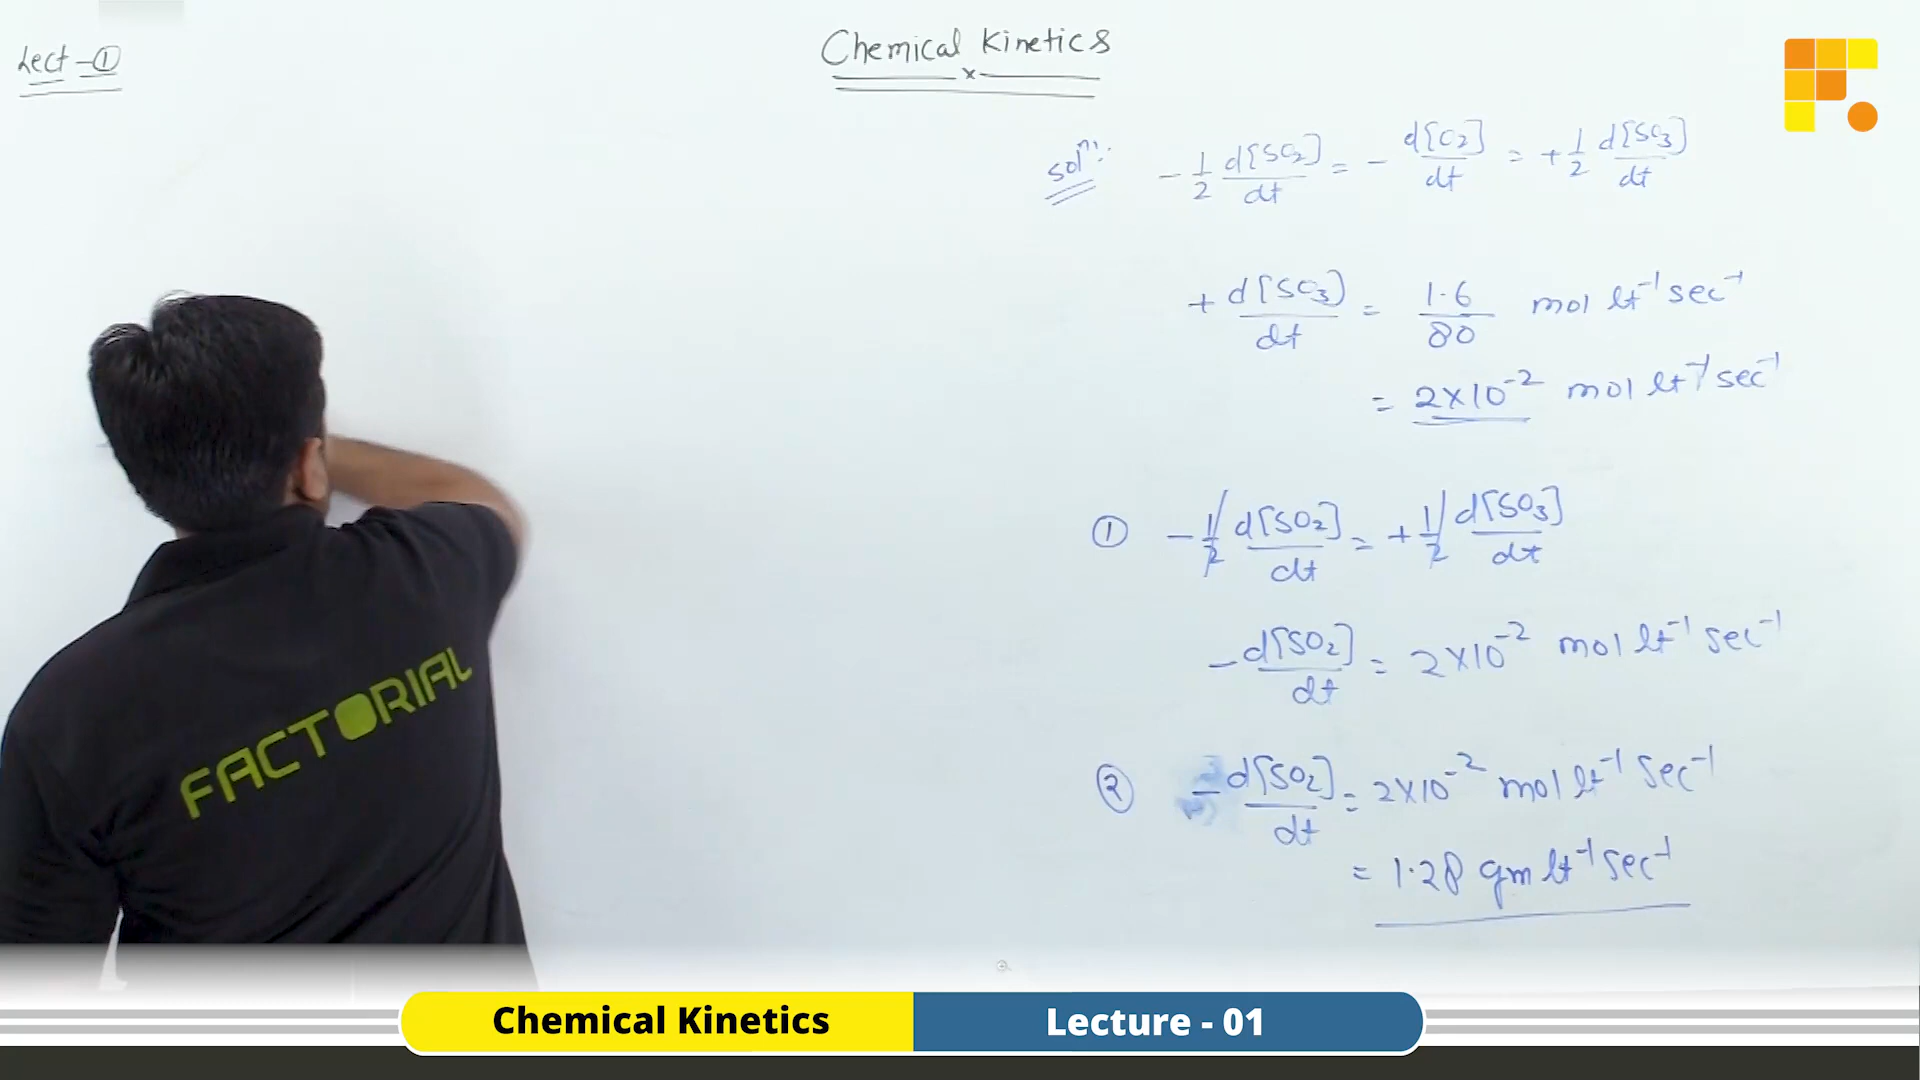 Lect-①
Chemical Kinetics
x
Solⁿ:
- 1/2 d[SO₂]/dt = - d[O₂]/dt = + 1/2 d[SO₃]/dt
+ d[SO₃]/dt = 1.6/80 mol lt⁻¹ sec⁻¹
= 2×10⁻² mol lt⁻¹ sec⁻¹
① - 1/2 d[SO₂]/dt = + 1/2 d[SO₃]/dt
- d[SO₂]/dt = 2×10⁻² mol lt⁻¹ sec⁻¹
② - d[SO₂]/dt = 2×10⁻² mol lt⁻¹ sec⁻¹
= 1.28 gm lt⁻¹ sec⁻¹
FACTORIAL
Chemical Kinetics
Lecture - 01